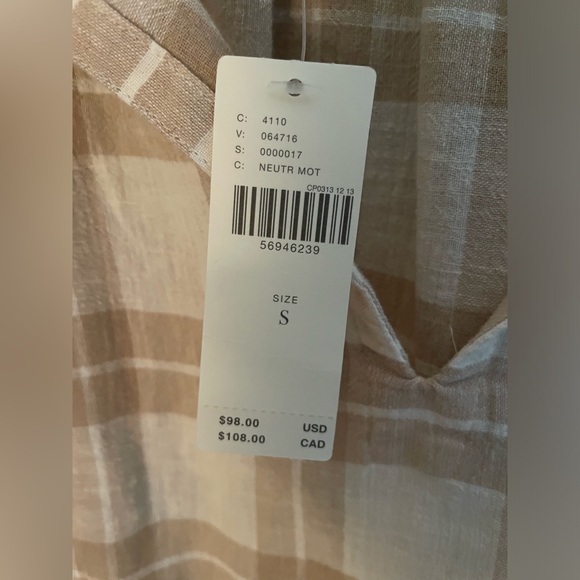 C: 4110
V: 064716
S: 0000017
C: NEUTR MOT
CP0313 12 13
56946239
SIZE
S
$98.00 USD
$108.00 CAD